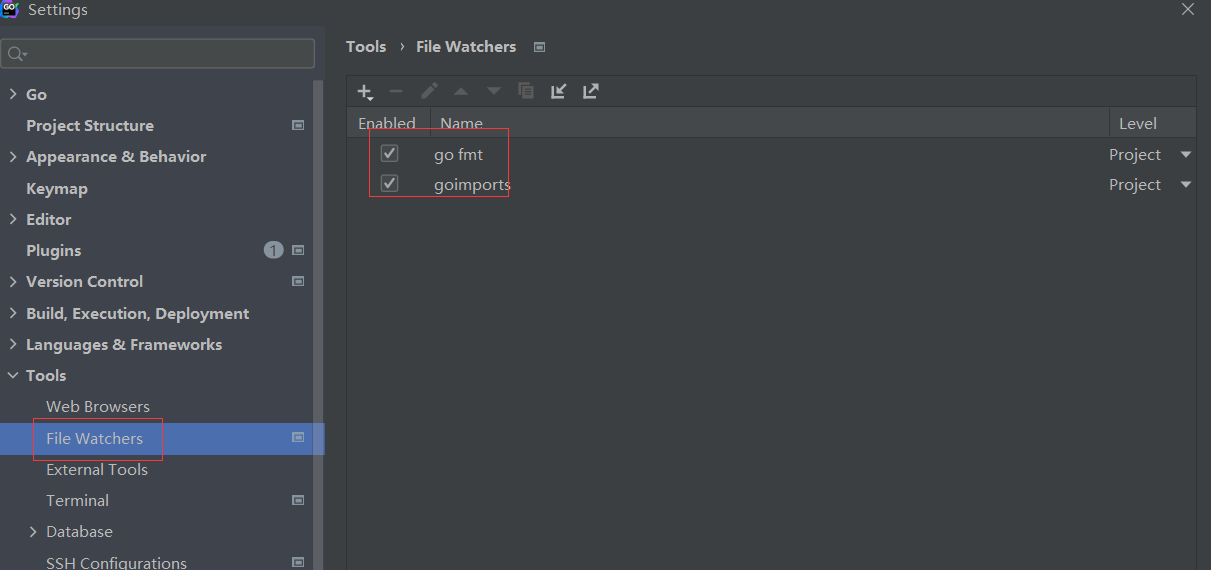 GO
Settings
Tools › File Watchers
Enabled Name Level
go fmt Project
goimports Project
Go
Project Structure
Appearance & Behavior
Keymap
Editor
Plugins 1
Version Control
Build, Execution, Deployment
Languages & Frameworks
Tools
Web Browsers
File Watchers
External Tools
Terminal
Database
SSH Configurations